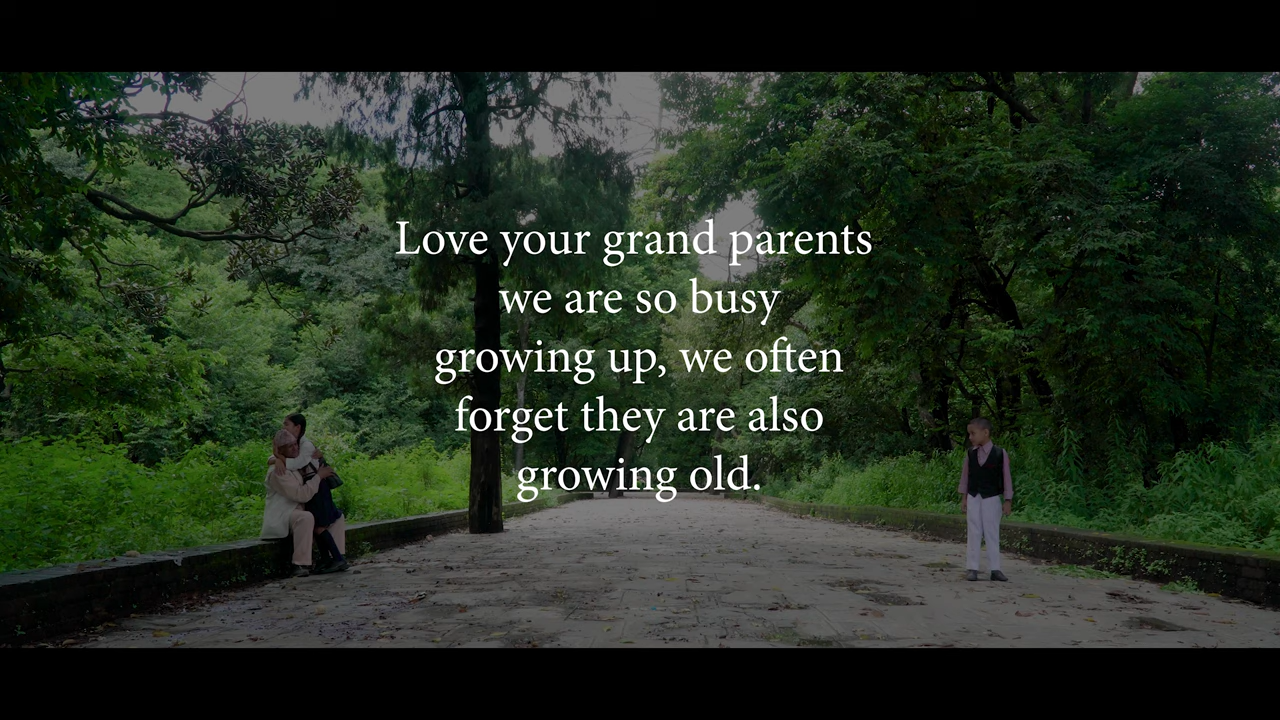 Love your grand parents
we are so busy
growing up, we often
forget they are also
growing old.